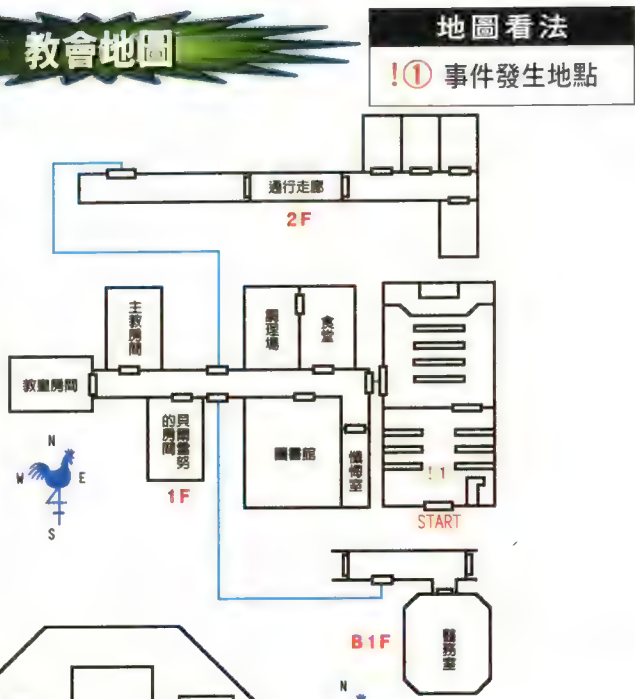 教會地圖
地圖看法
!① 事件發生地點
通行走廊
2F
主教房間
調理場
食堂
教皇房間
貝爾雷努
的房間
圖書館
懺悔室
!1
1F
START
N
W
E
S
B1F
醫務室
N